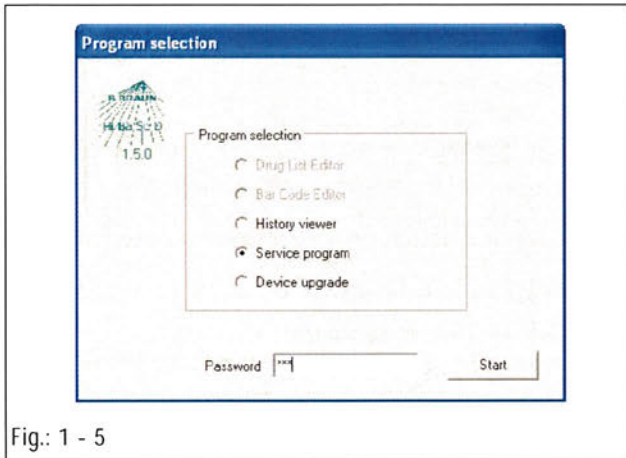 Program selection
B. BRAUN
1.5.0
Program selection
Drug List Editor
Bar Code Editor
History viewer
Service program
Device upgrade
Password ***
Start
Fig.: 1 - 5